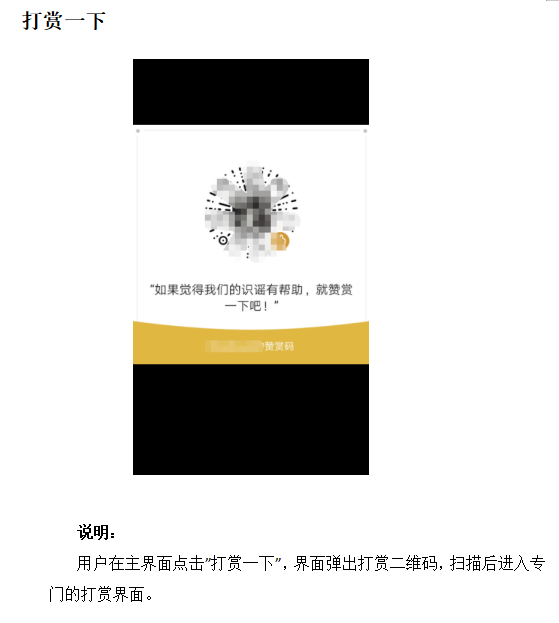 打赏一下
“如果觉得我们的识谣有帮助，就赞赏
一下吧！”
赞赏码
说明：
用户在主界面点击”打赏一下”，界面弹出打赏二维码，扫描后进入专
门的打赏界面。